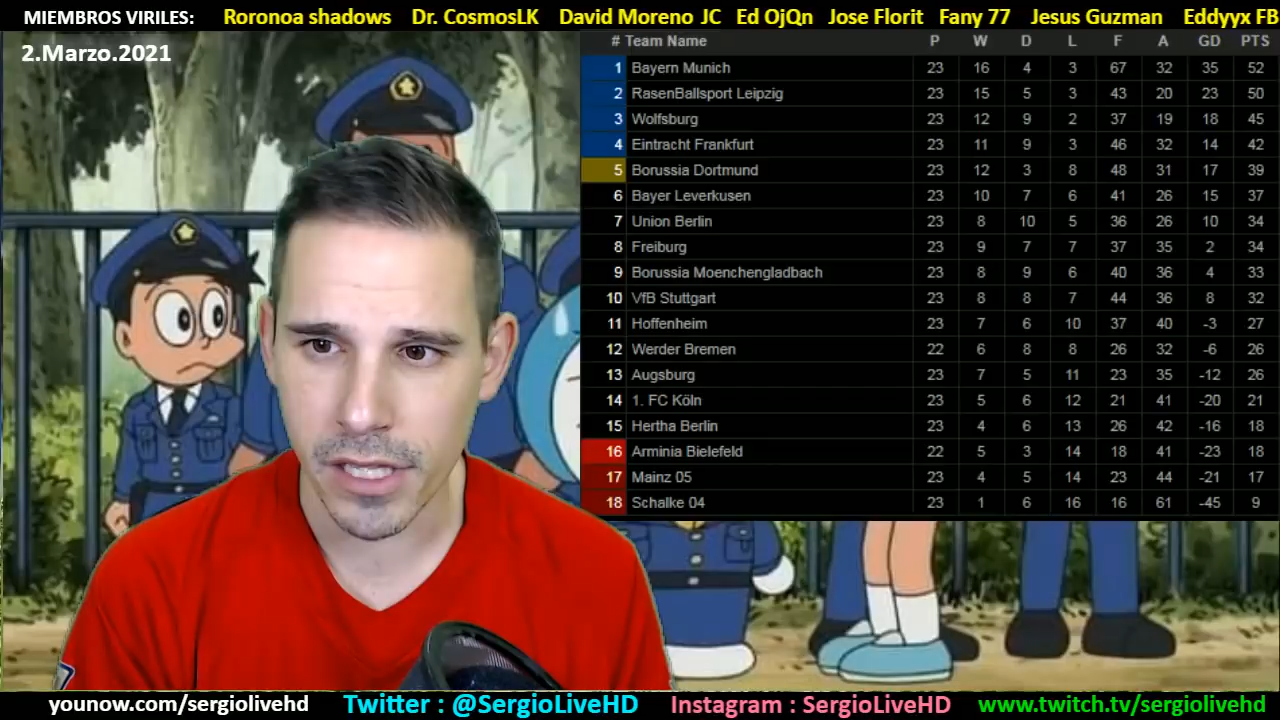 MIEMBROS VIRILES: Roronoa shadows Dr. CosmosLK David Moreno JC Ed OjQn Jose Florit Fany 77 Jesus Guzman Eddyyx FB
2.Marzo.2021
# Team Name P W D L F A GD PTS
1 Bayern Munich 23 16 4 3 67 32 35 52
2 RasenBallsport Leipzig 23 15 5 3 43 20 23 50
3 Wolfsburg 23 12 9 2 37 19 18 45
4 Eintracht Frankfurt 23 11 9 3 46 32 14 42
5 Borussia Dortmund 23 12 3 8 48 31 17 39
6 Bayer Leverkusen 23 10 7 6 41 26 15 37
7 Union Berlin 23 8 10 5 36 26 10 34
8 Freiburg 23 9 7 7 37 35 2 34
9 Borussia Moenchengladbach 23 8 9 6 40 36 4 33
10 VfB Stuttgart 23 8 8 7 44 36 8 32
11 Hoffenheim 23 7 6 10 37 40 -3 27
12 Werder Bremen 22 6 8 8 26 32 -6 26
13 Augsburg 23 7 5 11 23 35 -12 26
14 1. FC Köln 23 5 6 12 21 41 -20 21
15 Hertha Berlin 23 4 6 13 26 42 -16 18
16 Arminia Bielefeld 22 5 3 14 18 41 -23 18
17 Mainz 05 23 4 5 14 23 44 -21 17
18 Schalke 04 23 1 6 16 16 61 -45 9
younow.com/sergiolivehd Twitter : @SergioLiveHD Instagram : SergioLiveHD www.twitch.tv/sergiolivehd